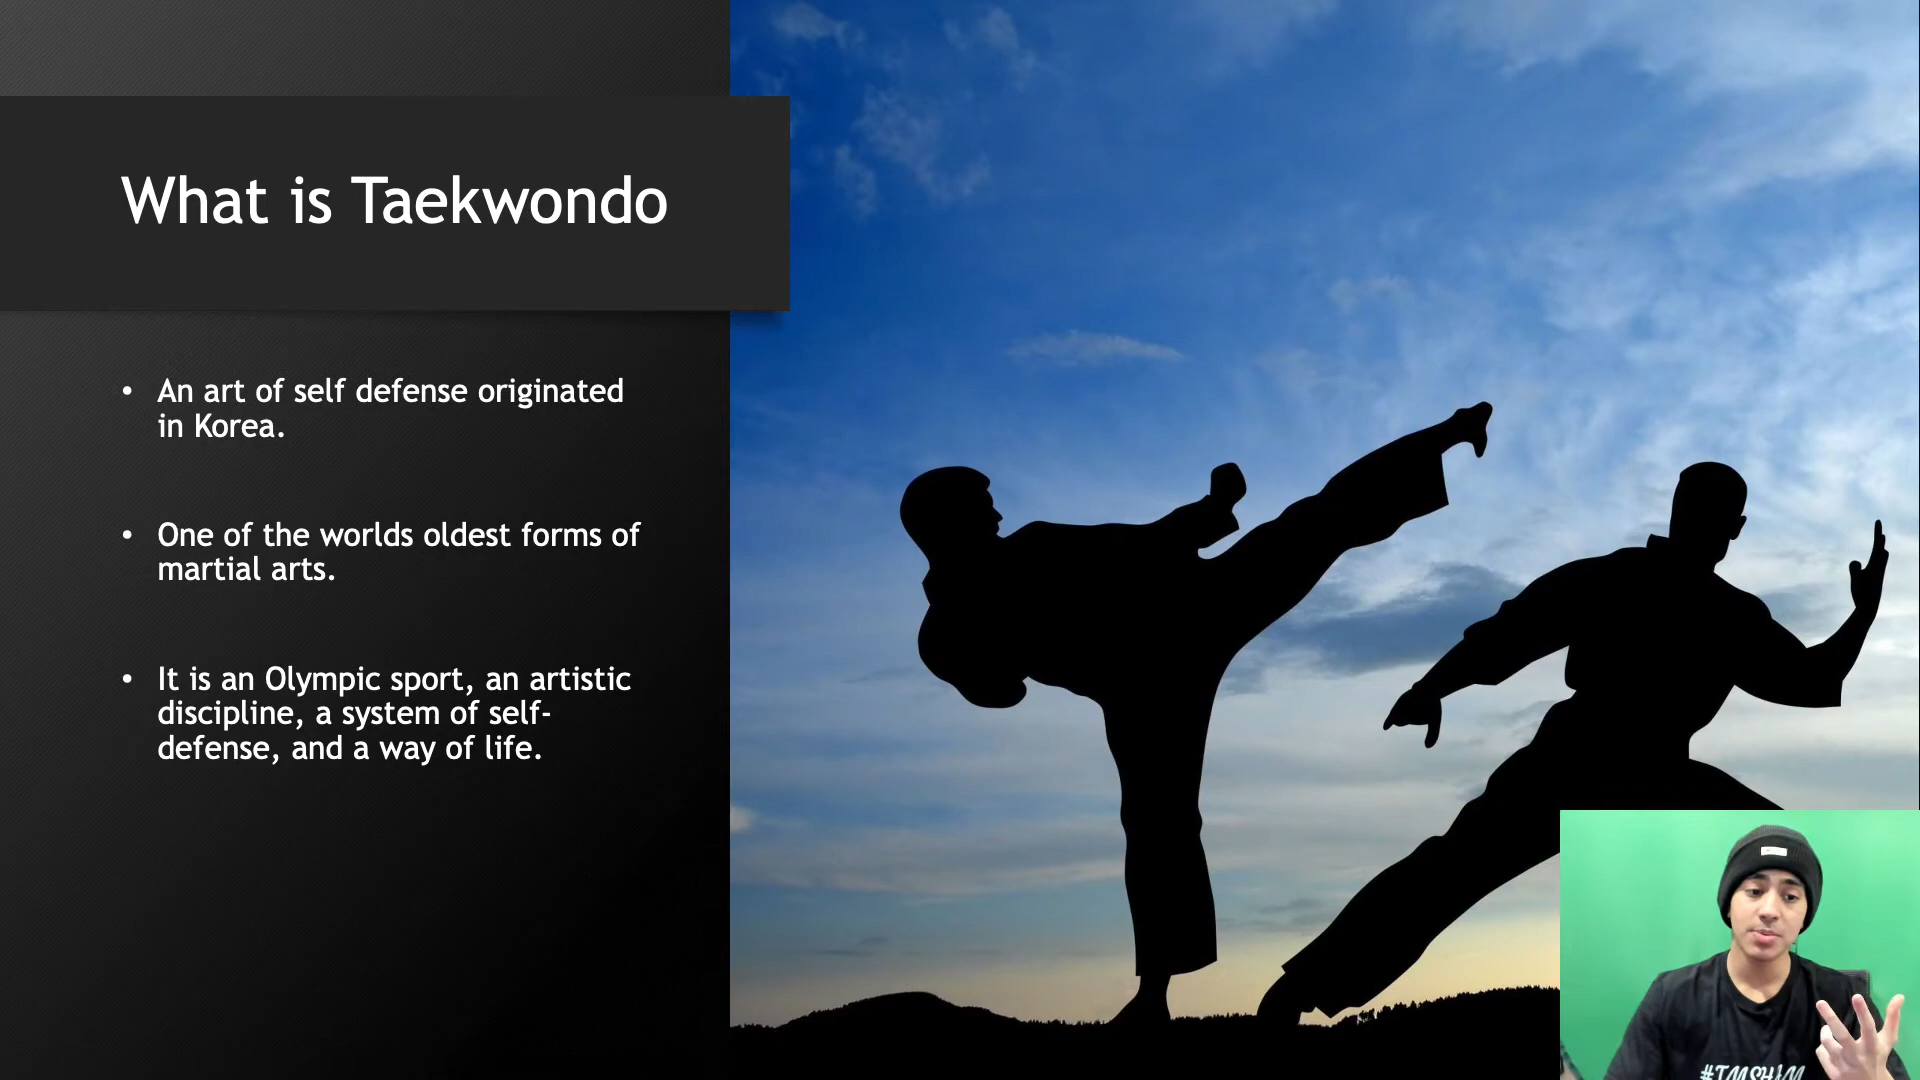 What is Taekwondo
• An art of self defense originated
in Korea.
• One of the worlds oldest forms of
martial arts.
• It is an Olympic sport, an artistic
discipline, a system of self-
defense, and a way of life.